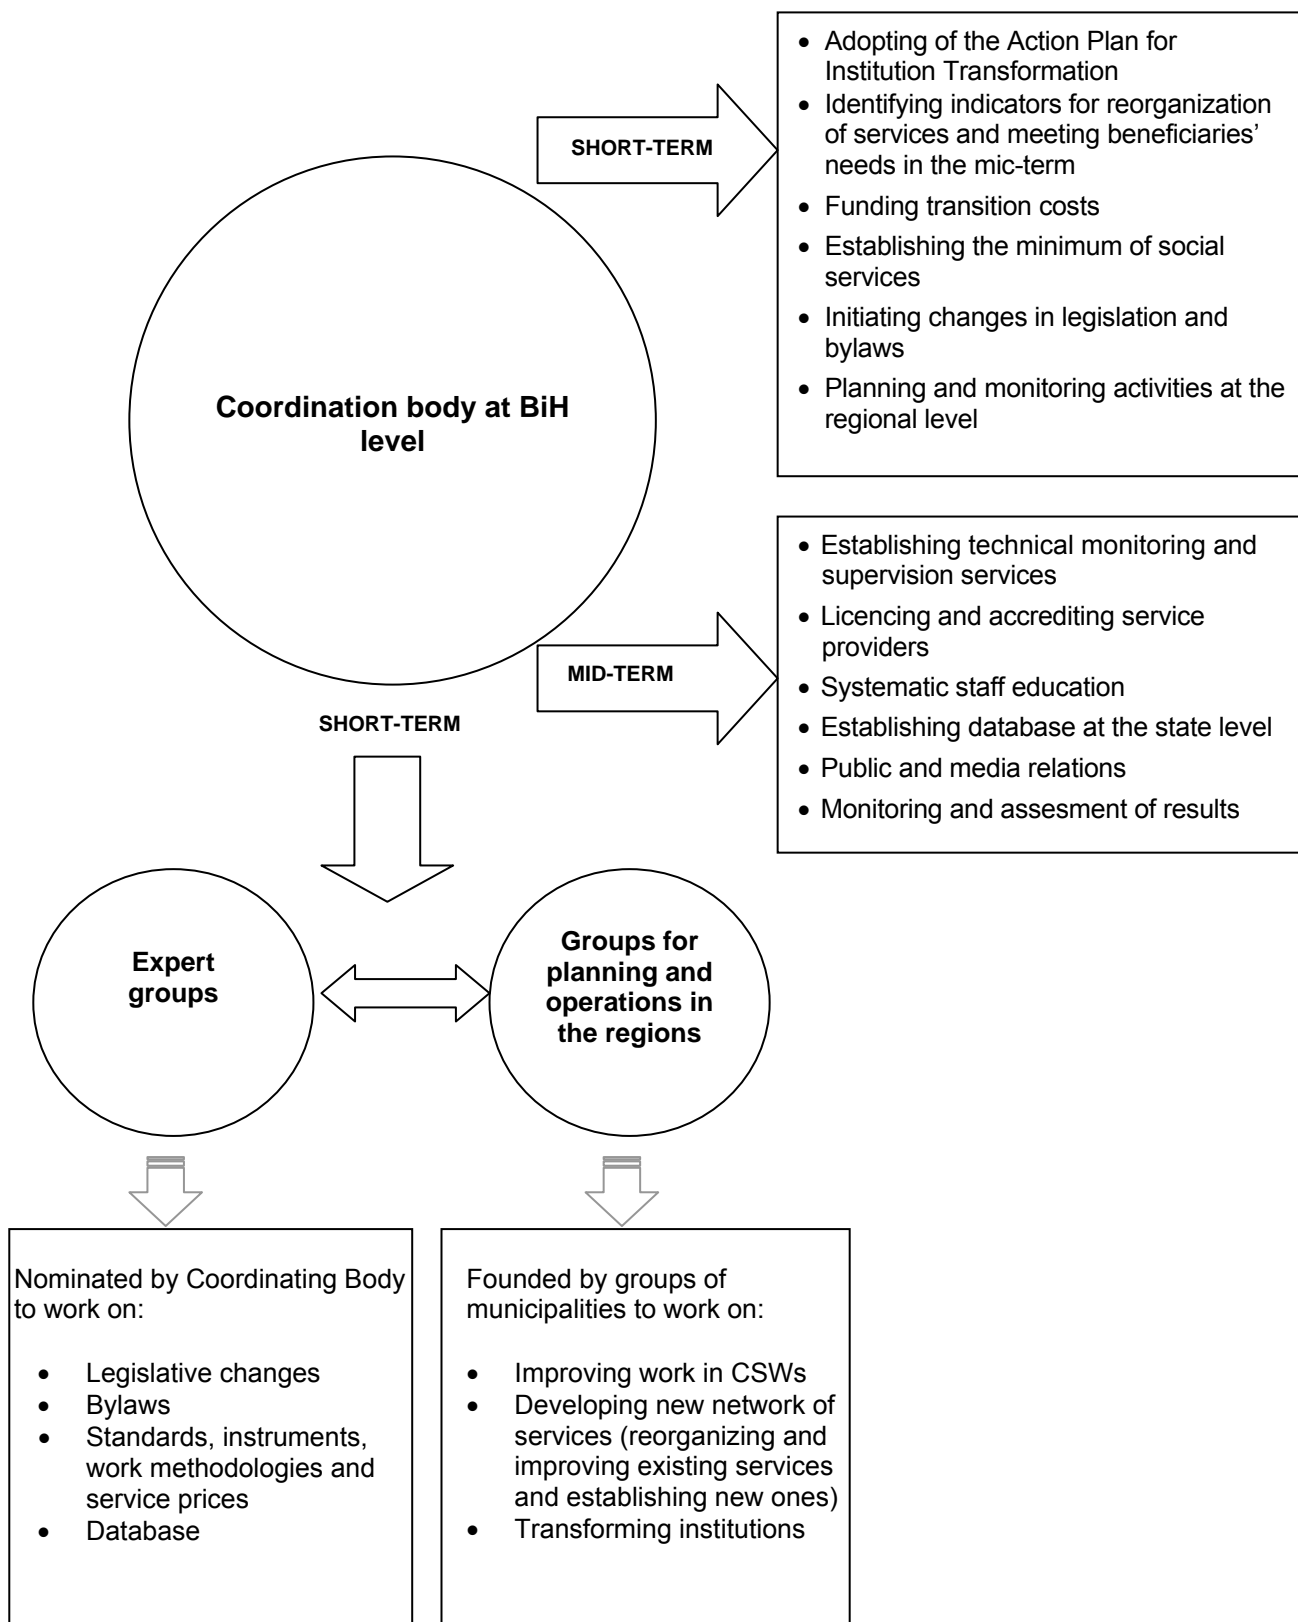 • Adopting of the Action Plan for
Institution Transformation
• Identifying indicators for reorganization
of services and meeting beneficiaries’
needs in the mic-term
• Funding transition costs
• Establishing the minimum of social
services
• Initiating changes in legislation and
bylaws
• Planning and monitoring activities at the
regional level
SHORT-TERM
Coordination body at BiH
level
• Establishing technical monitoring and
supervision services
• Licencing and accrediting service
providers
• Systematic staff education
• Establishing database at the state level
• Public and media relations
• Monitoring and assesment of results
MID-TERM
SHORT-TERM
Expert
groups
Groups for
planning and
operations in
the regions
Nominated by Coordinating Body
to work on:
• Legislative changes
• Bylaws
• Standards, instruments,
work methodologies and
service prices
• Database
Founded by groups of
municipalities to work on:
• Improving work in CSWs
• Developing new network of
services (reorganizing and
improving existing services
and establishing new ones)
• Transforming institutions